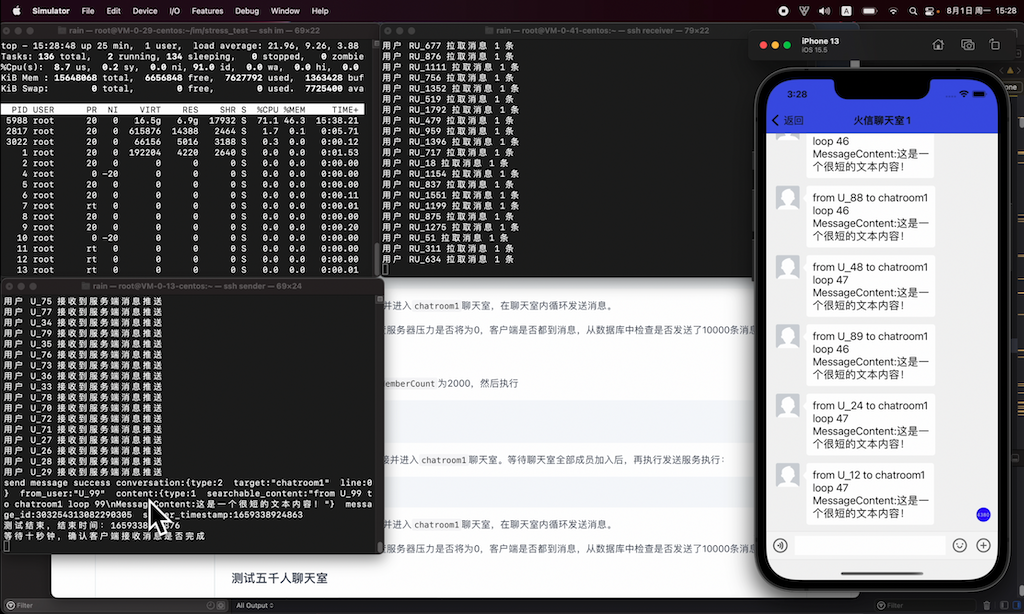 Simulator File Edit Device I/O Features Debug Window Help
A
8月1日 周一 15:28
rain — root@VM-0-29-centos:~/im/stress_test — ssh im — 69×22
top - 15:28:48 up 25 min, 1 user, load average: 21.96, 9.26, 3.88
Tasks: 136 total, 2 running, 134 sleeping, 0 stopped, 0 zombie
%Cpu(s): 8.7 us, 0.2 sy, 0.0 ni, 91.0 id, 0.0 wa, 0.0 hi, 0.0
KiB Mem : 15648068 total, 6656848 free, 7627792 used, 1363428 buf
KiB Swap: 0 total, 0 free, 0 used. 7725400 ava
PID USER PR NI VIRT RES SHR S %CPU %MEM TIME+
5988 root 20 0 16.5g 6.9g 17932 S 71.1 46.3 15:38.21
2817 root 20 0 615876 14388 2464 S 1.7 0.1 0:05.71
3022 root 20 0 66156 5016 3188 S 0.3 0.0 0:00.12
1 root 20 0 192204 4220 2640 S 0.0 0.0 0:01.53
2 root 20 0 0 0 0 S 0.0 0.0 0:00.00
4 root 0 -20 0 0 0 S 0.0 0.0 0:00.00
5 root 20 0 0 0 0 S 0.0 0.0 0:00.00
6 root 20 0 0 0 0 S 0.0 0.0 0:00.11
7 root rt 0 0 0 0 S 0.0 0.0 0:00.01
8 root 20 0 0 0 0 S 0.0 0.0 0:00.00
9 root 20 0 0 0 0 S 0.0 0.0 0:00.20
10 root 0 -20 0 0 0 S 0.0 0.0 0:00.00
11 root rt 0 0 0 0 S 0.0 0.0 0:00.00
12 root rt 0 0 0 0 S 0.0 0.0 0:00.00
13 root rt 0 0 0 0 S 0.0 0.0 0:00.01
rain — root@VM-0-41-centos:~ — ssh receiver — 79×22
用户 RU_677 拉取消息 1 条
用户 RU_876 拉取消息 1 条
用户 RU_1111 拉取消息 1 条
用户 RU_756 拉取消息 1 条
用户 RU_1352 拉取消息 1 条
用户 RU_519 拉取消息 1 条
用户 RU_1792 拉取消息 1 条
用户 RU_479 拉取消息 1 条
用户 RU_959 拉取消息 1 条
用户 RU_1396 拉取消息 1 条
用户 RU_717 拉取消息 1 条
用户 RU_18 拉取消息 1 条
用户 RU_1154 拉取消息 1 条
用户 RU_837 拉取消息 1 条
用户 RU_1551 拉取消息 1 条
用户 RU_1199 拉取消息 1 条
用户 RU_875 拉取消息 1 条
用户 RU_1275 拉取消息 1 条
用户 RU_51 拉取消息 1 条
用户 RU_311 拉取消息 1 条
用户 RU_634 拉取消息 1 条
rain — root@VM-0-13-centos:~ — ssh sender — 69×24
用户 U_75 接收到服务端消息推送
用户 U_77 接收到服务端消息推送
用户 U_34 接收到服务端消息推送
用户 U_79 接收到服务端消息推送
用户 U_35 接收到服务端消息推送
用户 U_76 接收到服务端消息推送
用户 U_73 接收到服务端消息推送
用户 U_36 接收到服务端消息推送
用户 U_33 接收到服务端消息推送
用户 U_78 接收到服务端消息推送
用户 U_70 接收到服务端消息推送
用户 U_72 接收到服务端消息推送
用户 U_71 接收到服务端消息推送
用户 U_27 接收到服务端消息推送
用户 U_26 接收到服务端消息推送
用户 U_28 接收到服务端消息推送
用户 U_29 接收到服务端消息推送
send message success conversation:{type:2 target:"chatroom1" line:0
} from_user:"U_99" content:{type:1 searchable_content:"from U_99 t
o chatroom1 loop 99\nMessageContent:这是一个很短的文本内容！"} messa
ge_id:303254313082290305 timestamp:1659338924863
测试结束，结束时间：
等待十秒钟，确认客户端接收消息是否完成
并进入 chatroom1 聊天室，在聊天室内循环发送消息。
服务器压力是否将为0，客户端是否都到消息，从数据库中检查是否发送了10000条消
emberCount 为2000，然后执行
并进入 chatroom1 聊天室。等待聊天室全部成员加入后，再执行发送服务执行：
并进入 chatroom1 聊天室，在聊天室内循环发送消息。
服务器压力是否将为0，客户端是否都到消息，从数据库中检查是否发送了10000条消
测试五千人聊天室
Filter
All Output
Filter
iPhone 13
iOS 15.5
3:28
返回
火信聊天室1
loop 46
MessageContent:这是一
个很短的文本内容！
from U_88 to chatroom1
loop 46
MessageContent:这是一
个很短的文本内容！
from U_48 to chatroom1
loop 47
MessageContent:这是一
个很短的文本内容！
from U_89 to chatroom1
loop 46
MessageContent:这是一
个很短的文本内容！
from U_24 to chatroom1
loop 47
MessageContent:这是一
个很短的文本内容！
from U_12 to chatroom1
loop 47
MessageContent:这是一
个很短的文本内容！